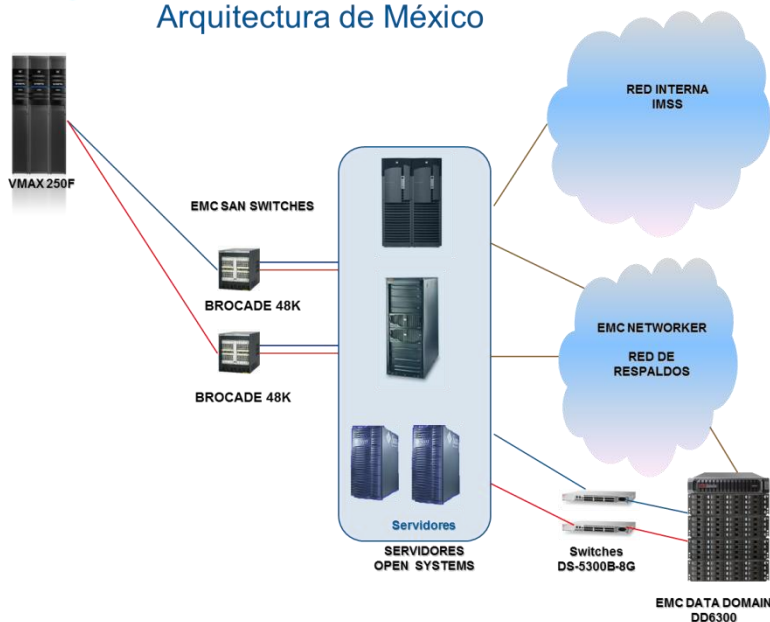 Arquitectura de México
VMAX 250F
EMC SAN SWITCHES
BROCADE 48K
BROCADE 48K
Servidores
SERVIDORES
OPEN SYSTEMS
RED INTERNA
IMSS
EMC NETWORKER
RED DE
RESPALDOS
Switches
DS-5300B-8G
EMC DATA DOMAIN
DD6300